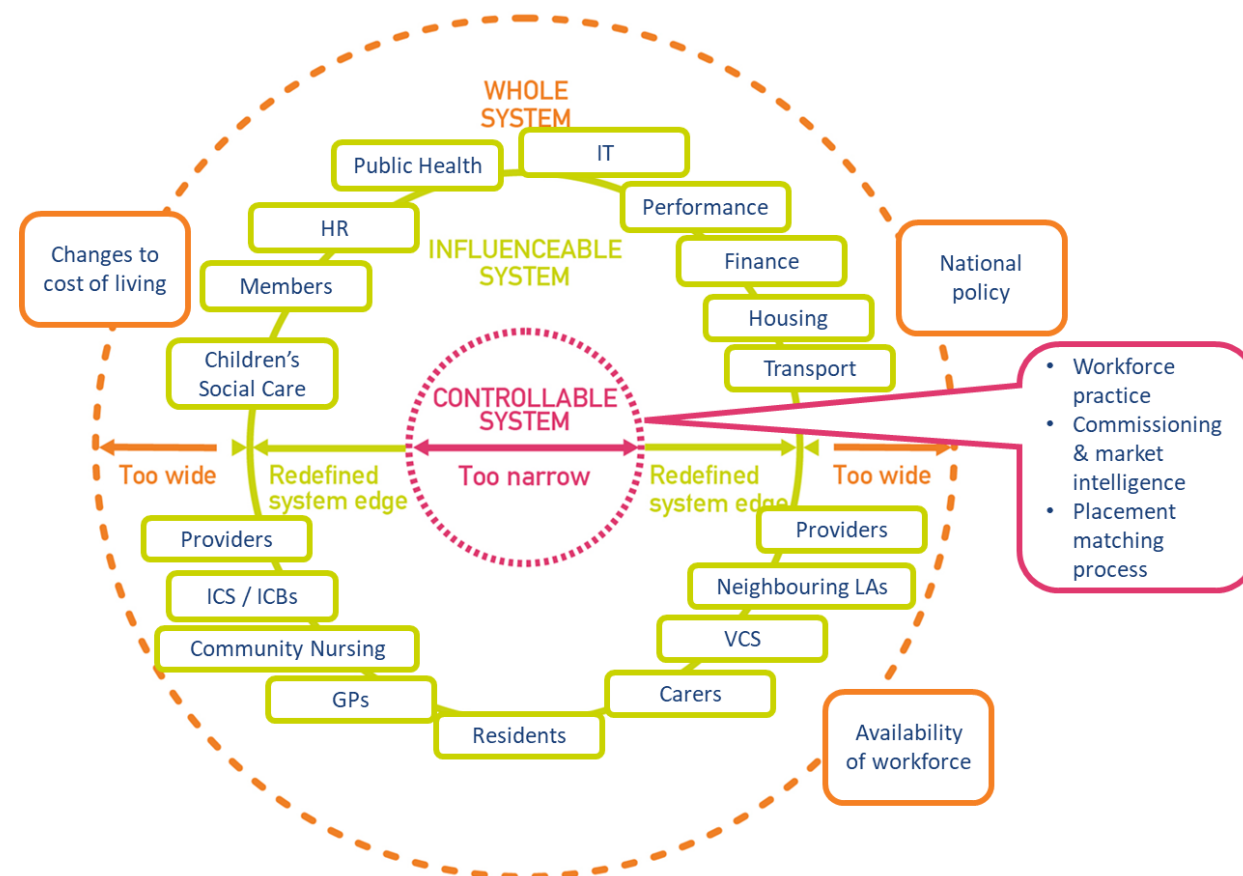 WHOLE
SYSTEM
IT
Public Health
Performance
HR
Changes to
cost of living
INFLUENCEABLE
SYSTEM
Finance
National
policy
Members
Housing
Children's
Social Care
Transport
CONTROLLABLE
SYSTEM
• Workforce
practice
• Commissioning
& market
intelligence
• Placement
matching
process
Too wide
Redefined
system edge
Too narrow
Redefined
system edge
Too wide
Providers
Providers
ICS / ICBs
Neighbouring LAs
Community Nursing
VCS
GPs
Carers
Residents
Availability
of workforce